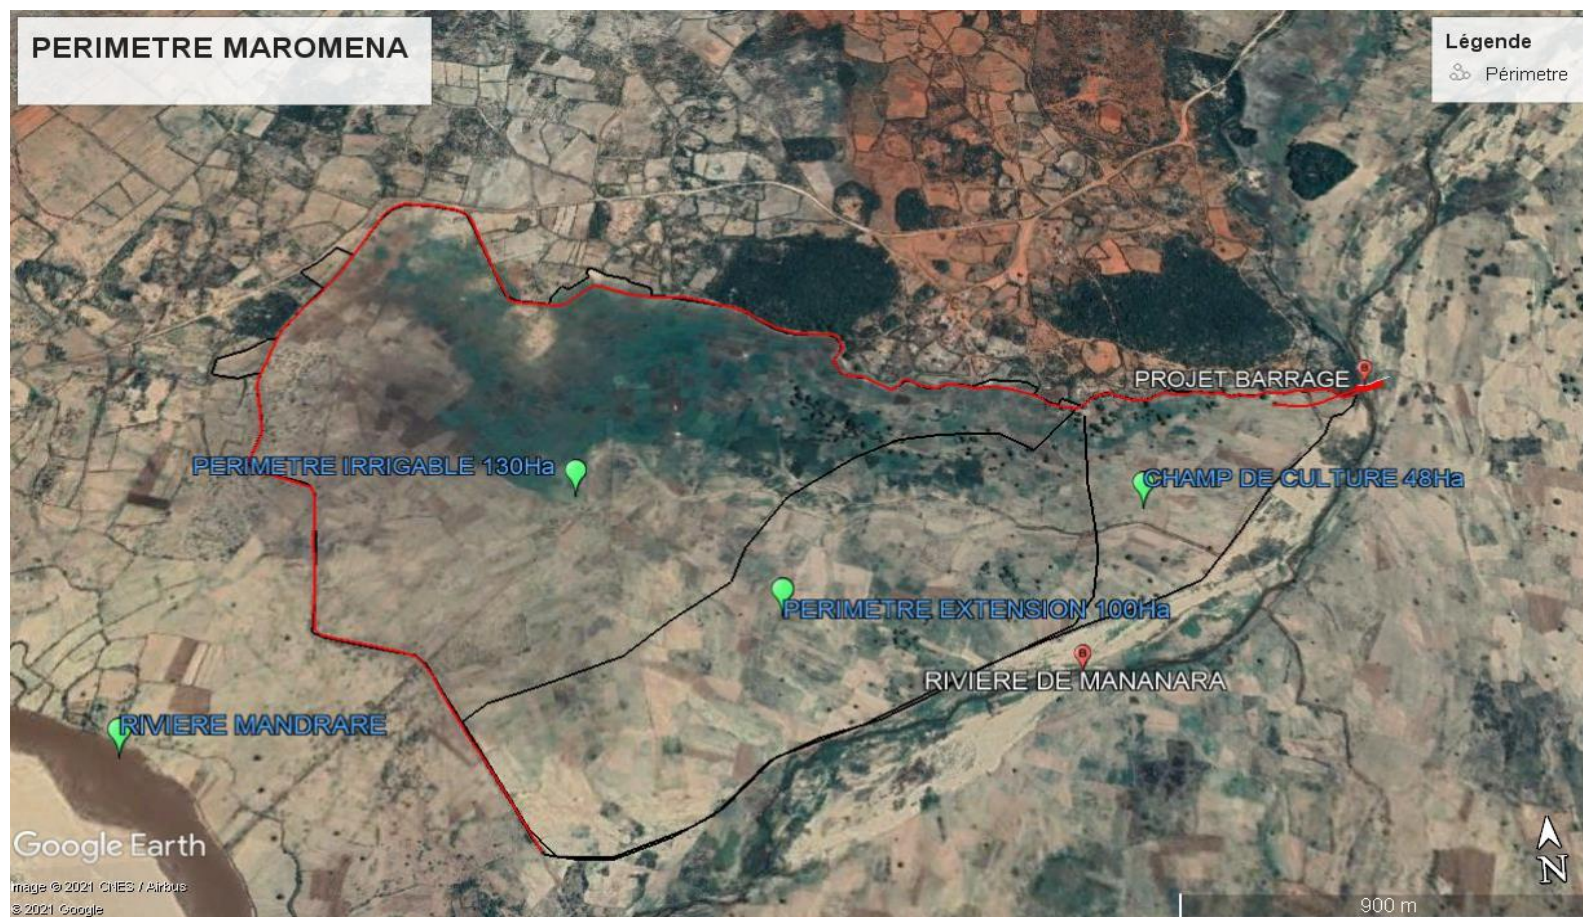 PERIMETRE MAROMENA
Légende
Périmetre
PROJET BARRAGE
PERIMETRE IRRIGABLE 130Ha
CHAMP DE CULTURE 48Ha
PERIMETRE EXTENSION 100Ha
RIVIERE DE MANANARA
RIVIERE MANDRARE
Google Earth
mage © 2021 CNES / Airbus
© 2021 Google
N
900 m